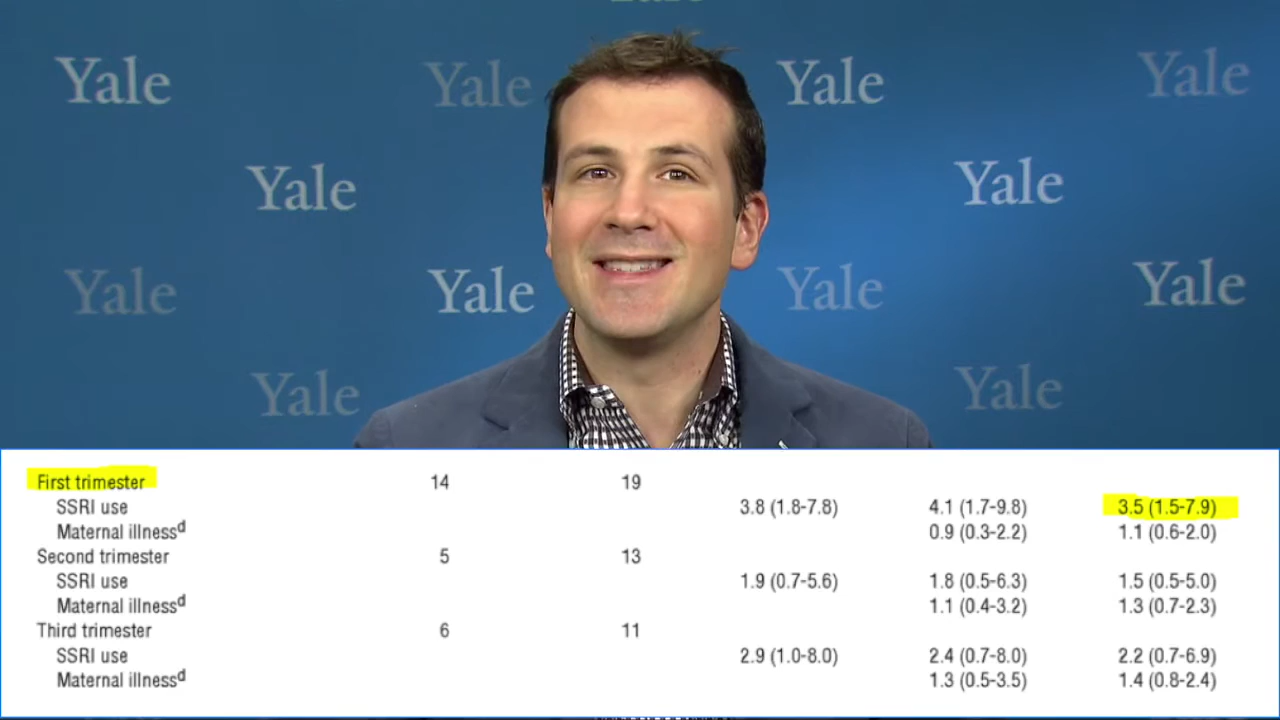 Yale
Yale Yale Yale Yale
Yale Yale
Yale Yale Yale Yale
Yale Yale
First trimester 14 19
SSRI use 3.8 (1.8-7.8) 4.1 (1.7-9.8) 3.5 (1.5-7.9)
Maternal illnessd 0.9 (0.3-2.2) 1.1 (0.6-2.0)
Second trimester 5 13
SSRI use 1.9 (0.7-5.6) 1.8 (0.5-6.3) 1.5 (0.5-5.0)
Maternal illnessd 1.1 (0.4-3.2) 1.3 (0.7-2.3)
Third trimester 6 11
SSRI use 2.9 (1.0-8.0) 2.4 (0.7-8.0) 2.2 (0.7-6.9)
Maternal illnessd 1.3 (0.5-3.5) 1.4 (0.8-2.4)